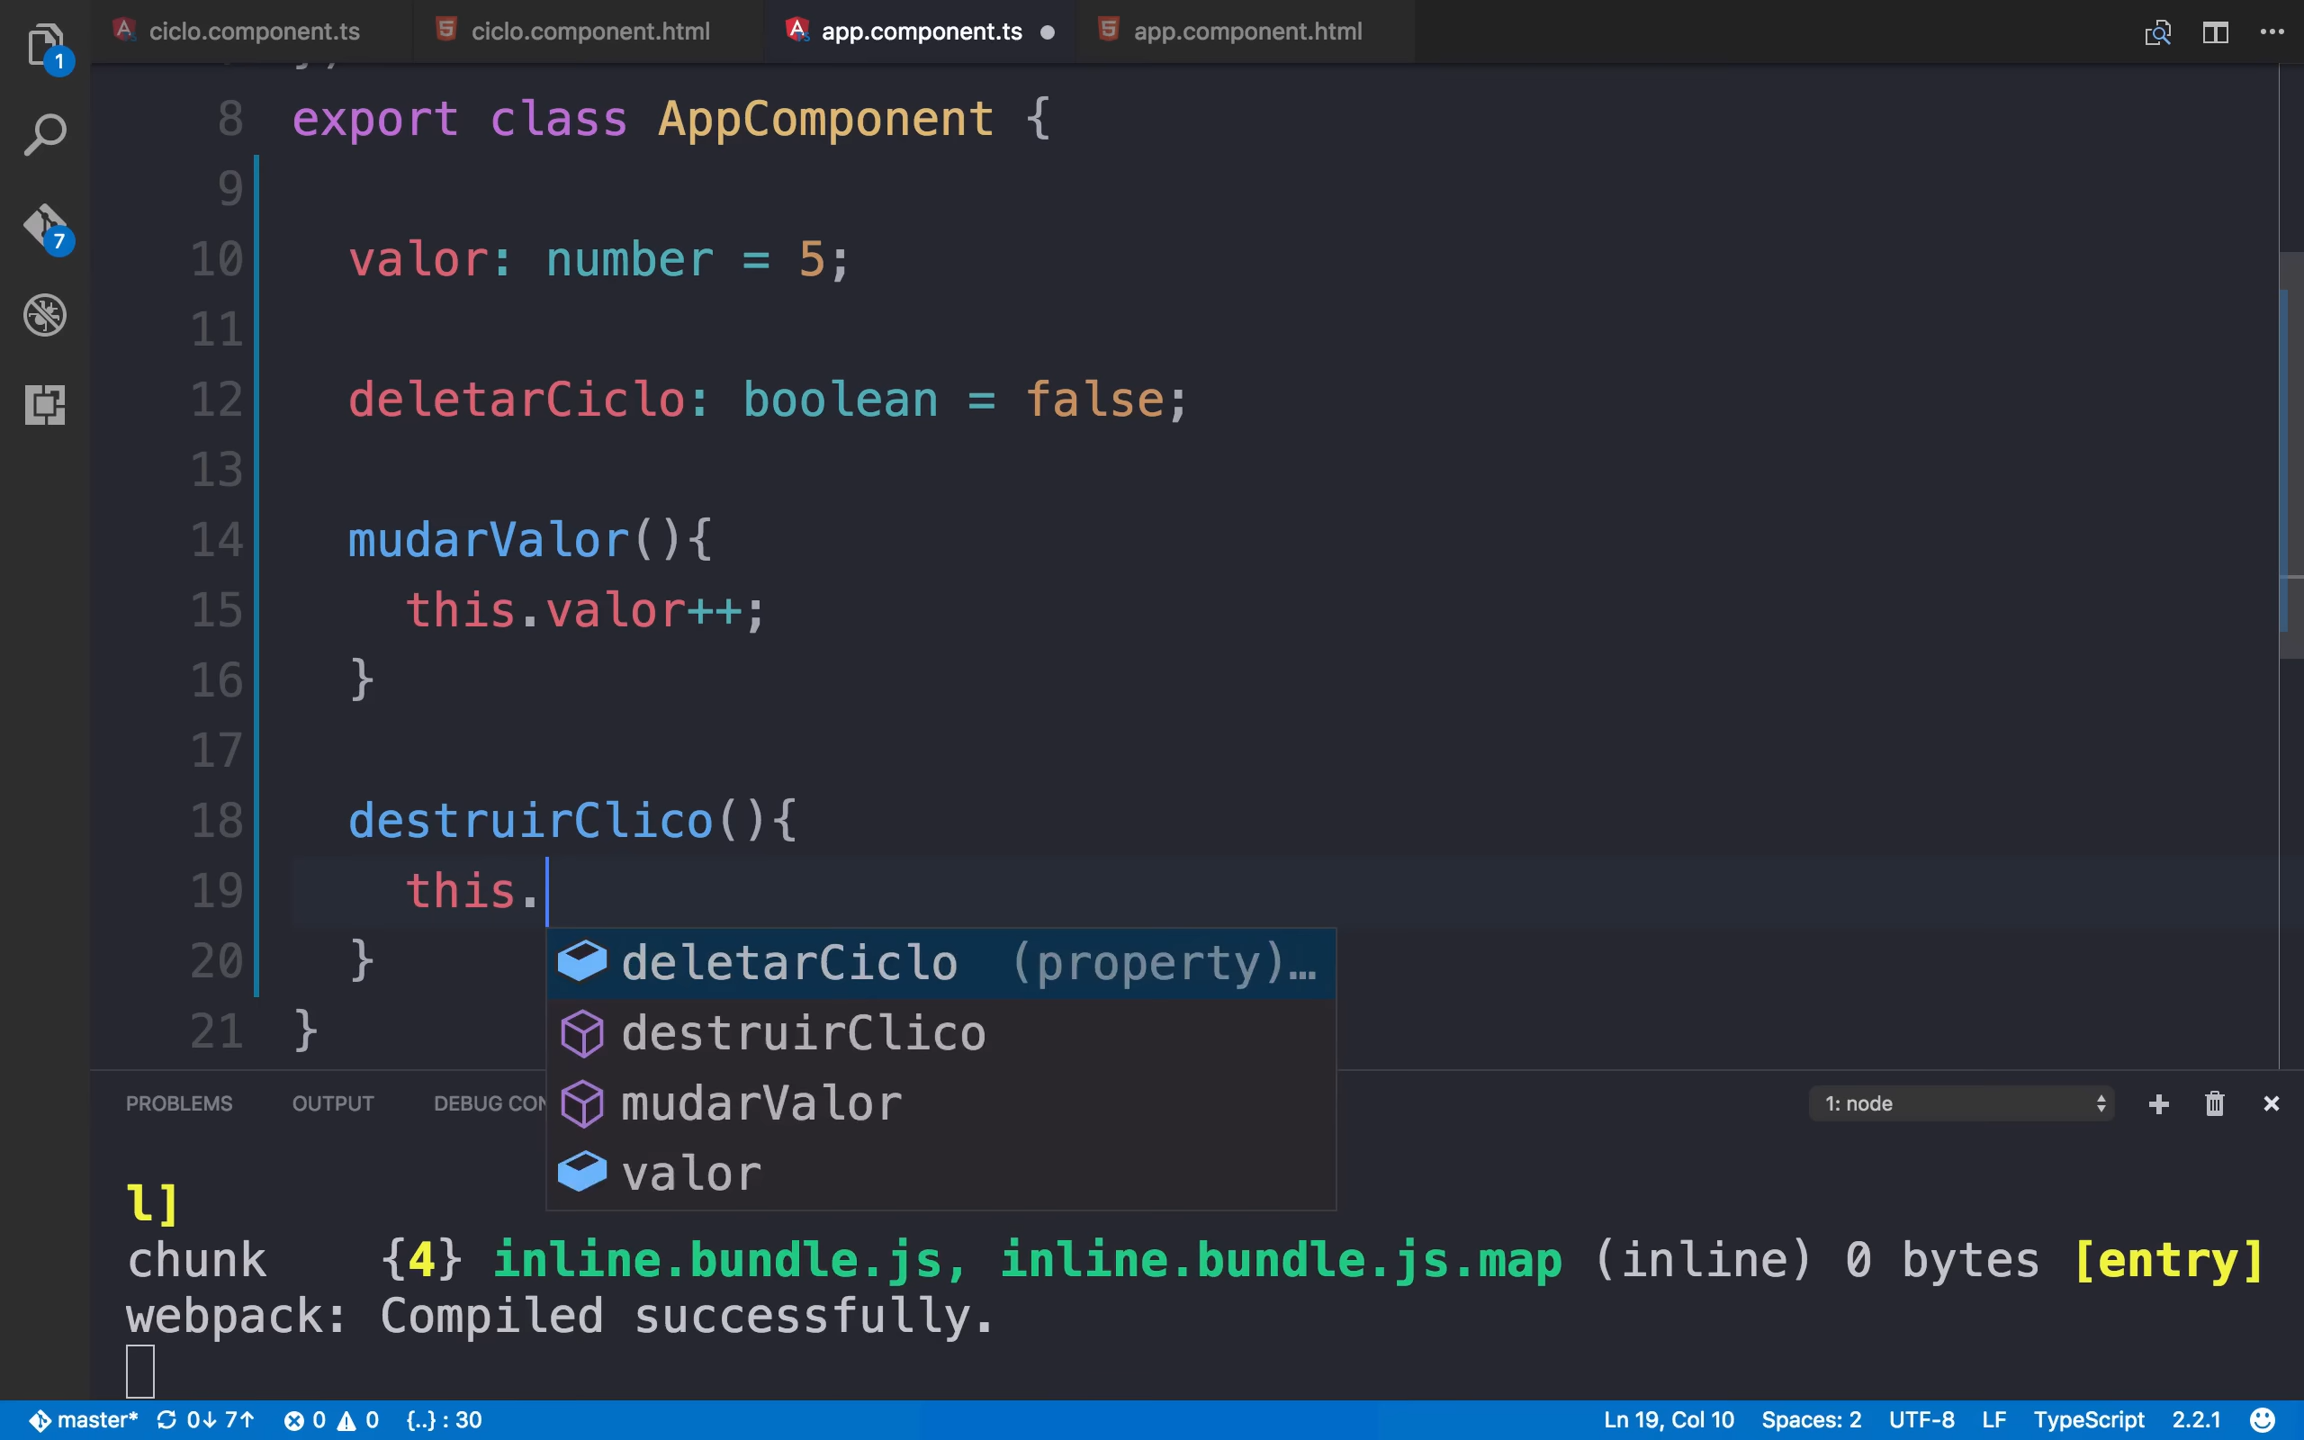 1
7
ciclo.component.ts
ciclo.component.html
app.component.ts
app.component.html
8 export class AppComponent {
9
10 valor: number = 5;
11
12 deletarCiclo: boolean = false;
13
14 mudarValor(){
15 this.valor++;
16 }
17
18 destruirClico(){
19 this.
20 }
21 }
deletarCiclo (property)…
destruirClico
mudarValor
valor
PROBLEMS OUTPUT DEBUG CON
1: node
l]
chunk {4} inline.bundle.js, inline.bundle.js.map (inline) 0 bytes [entry]
webpack: Compiled successfully.
master* 0↓ 7↑ 0 0 {..} : 30 Ln 19, Col 10 Spaces: 2 UTF-8 LF TypeScript 2.2.1